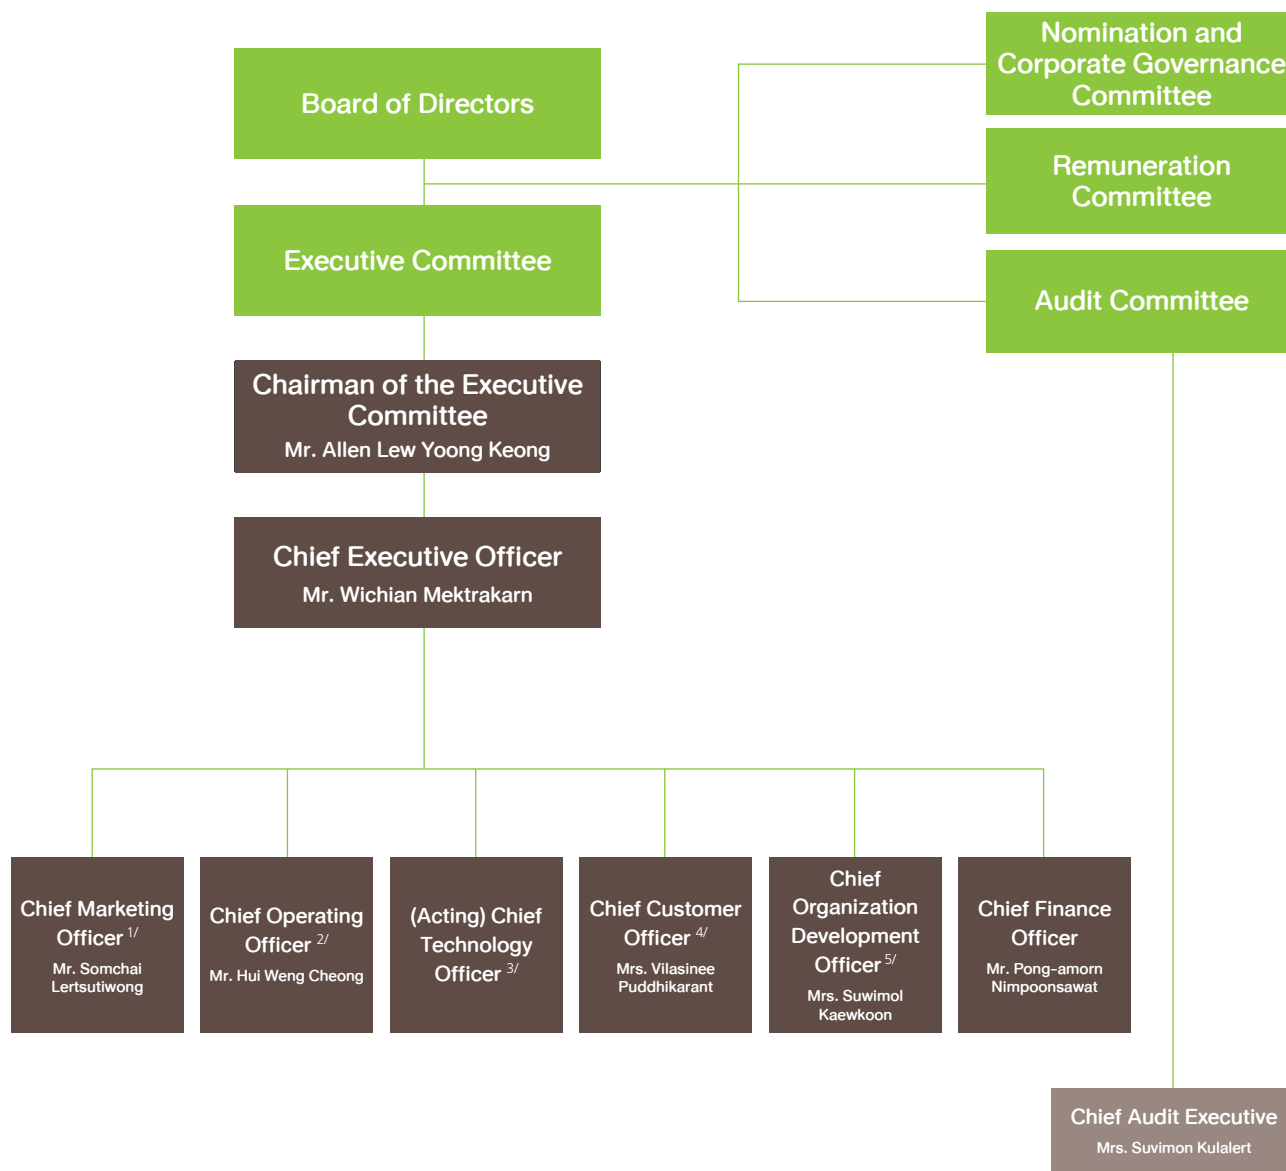 Board of Directors
Nomination and
Corporate Governance
Committee
Remuneration
Committee
Executive Committee
Audit Committee
Chairman of the Executive
Committee
Mr. Allen Lew Yoong Keong
Chief Executive Officer
Mr. Wichian Mektrakarn
Chief Marketing
Officer 1/
Mr. Somchai
Lertsutiwong
Chief Operating
Officer 2/
Mr. Hui Weng Cheong
(Acting) Chief
Technology
Officer 3/
Chief Customer
Officer 4/
Mrs. Vilasinee
Puddhikarant
Chief
Organization
Development
Officer 5/
Mrs. Suwimol
Kaewkoon
Chief Finance
Officer
Mr. Pong-amorn
Nimpoonsawat
Chief Audit Executive
Mrs. Suvimon Kulalert